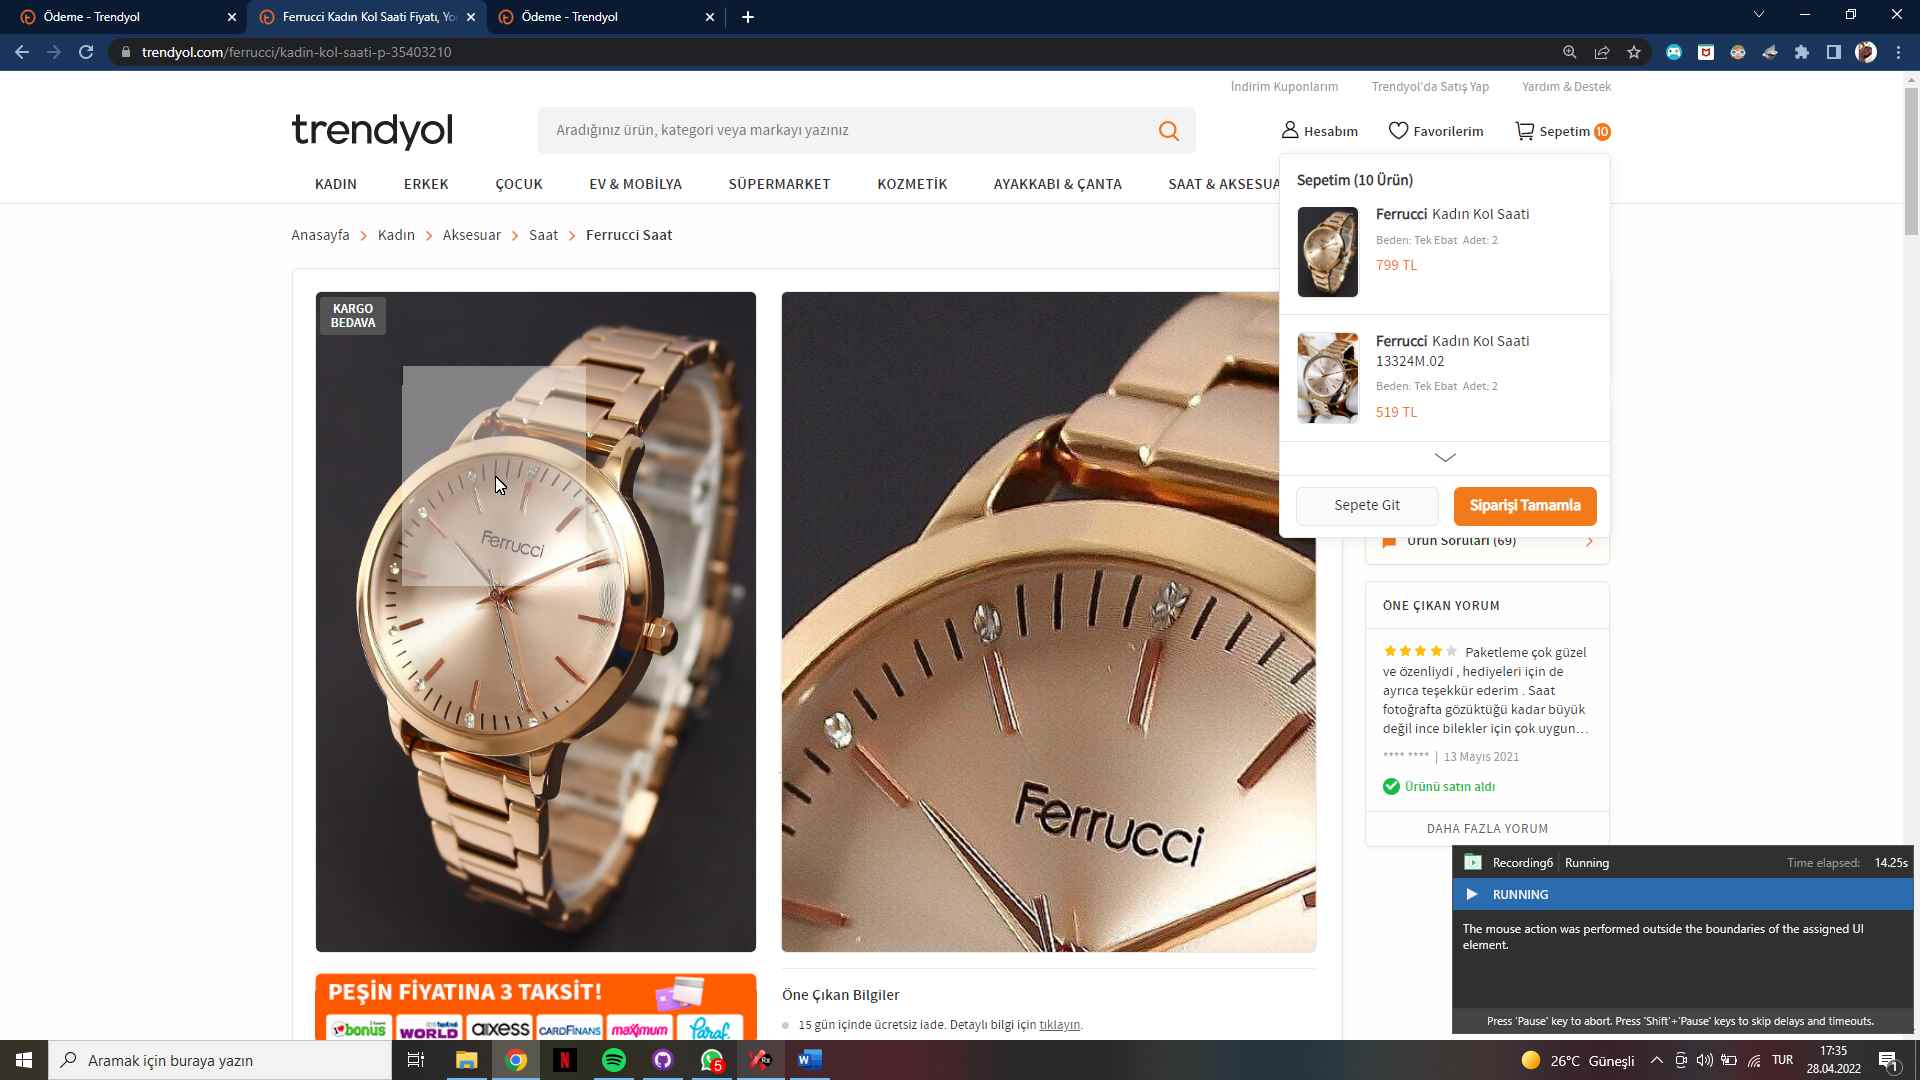 Ödeme - Trendyol
Ferrucci Kadın Kol Saati Fiyatı, Yo
Ödeme - Trendyol
trendyol.com/ferrucci/kadin-kol-saati-p-35403210
İndirim Kuponlarım
Trendyol'da Satış Yap
Yardım & Destek
trendyol
Aradığınız ürün, kategori veya markayı yazınız
Hesabım
Favorilerim
Sepetim 10
KADIN
ERKEK
ÇOCUK
EV & MOBİLYA
SÜPERMARKET
KOZMETİK
AYAKKABI & ÇANTA
SAAT & AKSESUA
Sepetim (10 Ürün)
Ferrucci Kadın Kol Saati
Beden: Tek Ebat Adet: 2
799 TL
Ferrucci Kadın Kol Saati
13324M.02
Beden: Tek Ebat Adet: 2
519 TL
Sepete Git
Siparişi Tamamla
Anasayfa
Kadın
Aksesuar
Saat
Ferrucci Saat
KARGO
BEDAVA
Ferrucci
Ferrucci
Ürün Soruları (69)
ÖNE ÇIKAN YORUM
Paketleme çok güzel
ve özenliydi , hediyeleri için de
ayrıca teşekkür ederim . Saat
fotoğrafta gözüktüğü kadar büyük
değil ince bilekler için çok uygun...
**** **** | 13 Mayıs 2021
Ürünü satın aldı
DAHA FAZLA YORUM
PEŞİN FİYATINA 3 TAKSİT!
bonus
WORLD
axess
CARDFINANS
maximum
Paraf
Öne Çıkan Bilgiler
15 gün içinde ücretsiz iade. Detaylı bilgi için tıklayın.
Recording6 Running
Time elapsed: 14.25s
RUNNING
The mouse action was performed outside the boundaries of the assigned UI
element.
Press 'Pause' key to abort. Press 'Shift'+'Pause' keys to skip delays and timeouts.
Aramak için buraya yazın
5
26°C Güneşli
TUR
17:35
28.04.2022
1